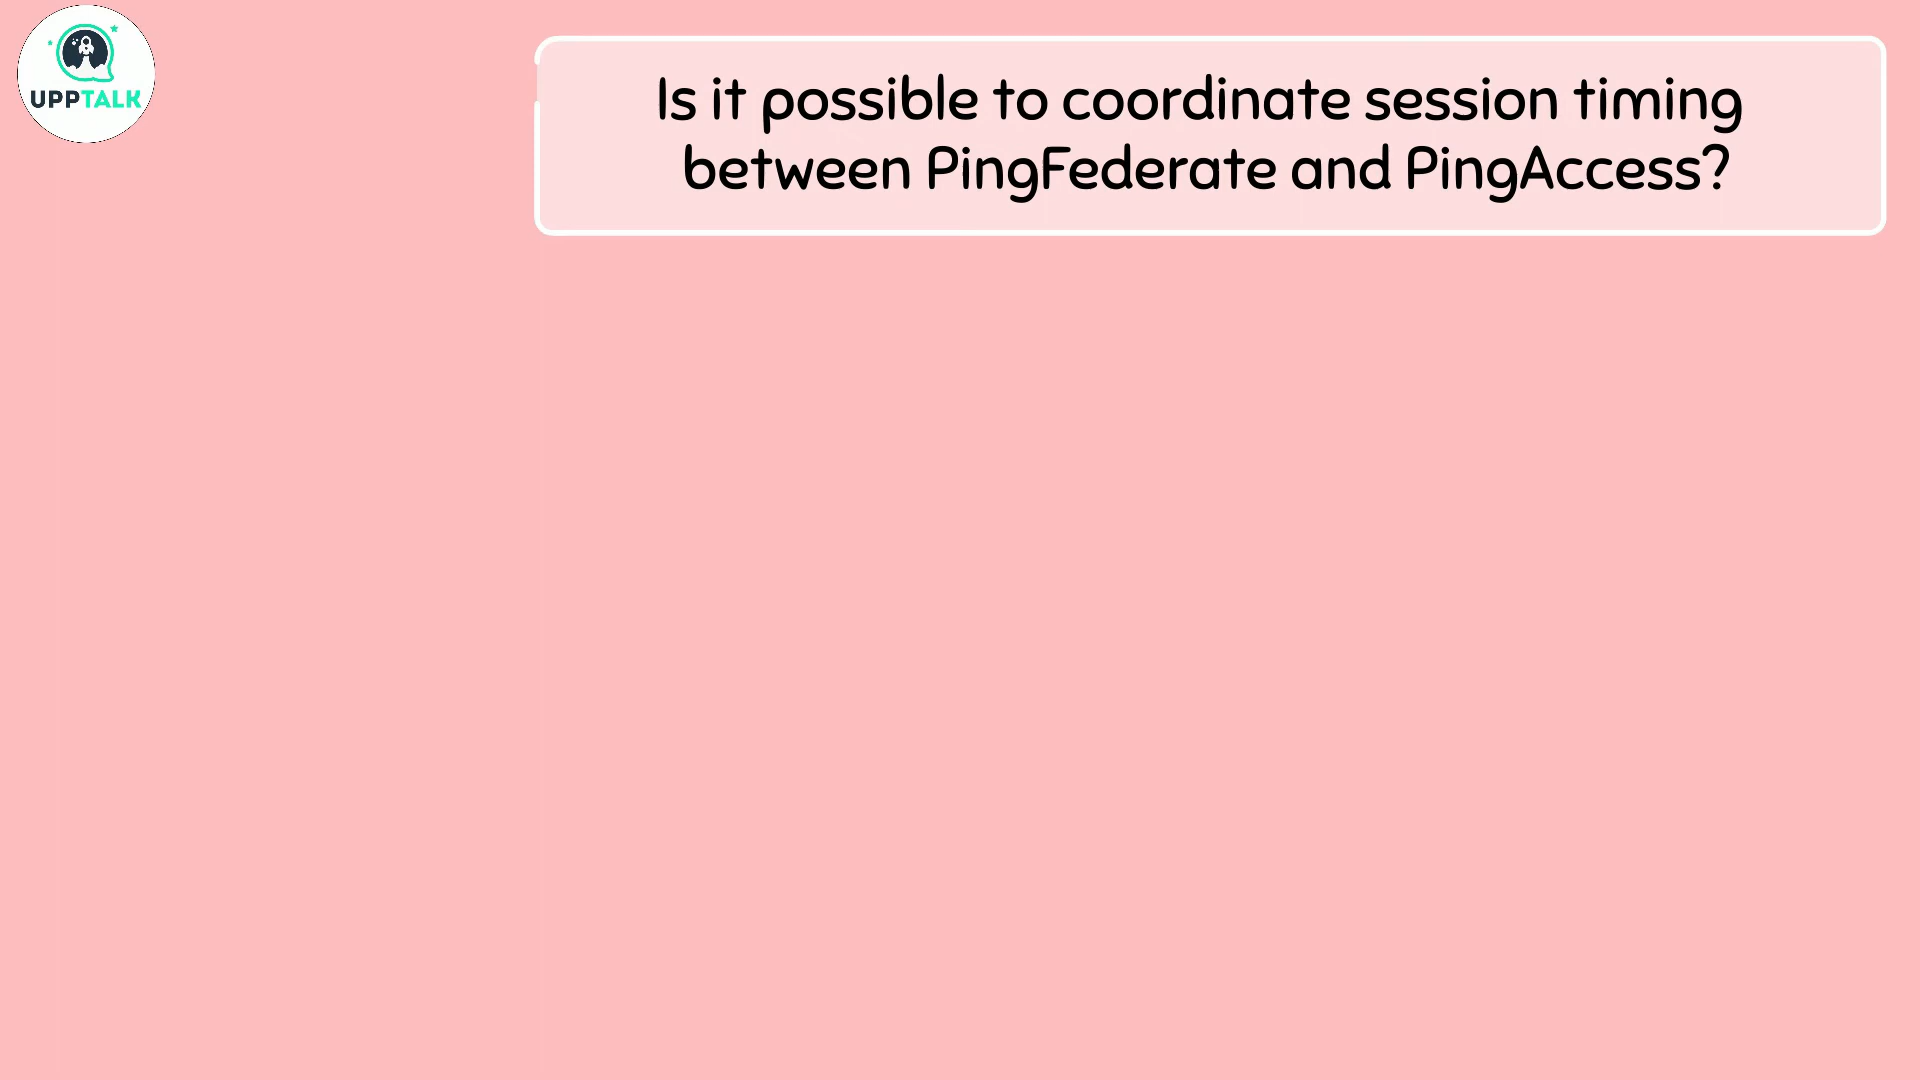 UPPTALK
Is it possible to coordinate session timing
between PingFederate and PingAccess?